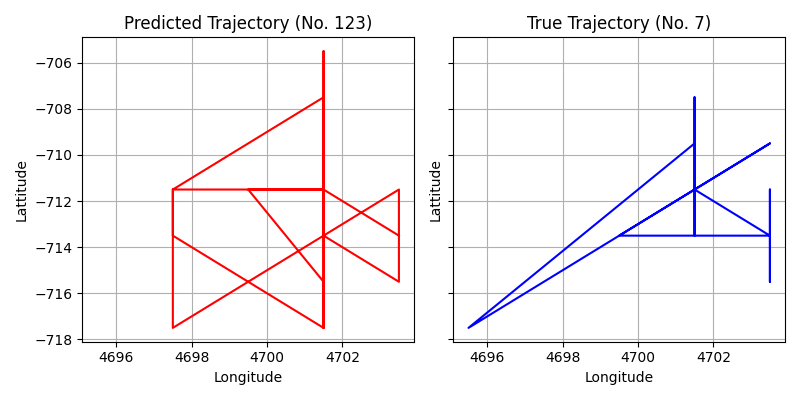 Predicted Trajectory (No. 123)
True Trajectory (No. 7)
Lattitude
−706
−708
−710
−712
−714
−716
−718
4696 4698 4700 4702
Longitude
Lattitude
4696 4698 4700 4702
Longitude